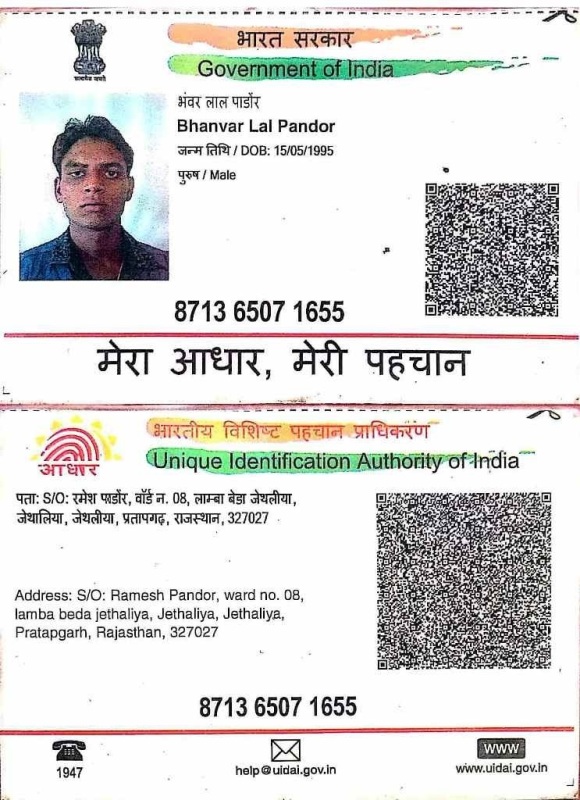 सत्यमेव जयते
भारत सरकार
Government of India
भंवर लाल पार्डोर
Bhanvar Lal Pandor
जन्म तिथि / DOB: 15/05/1995
पुरुष / Male
8713 6507 1655
मेरा आधार, मेरी पहचान
आधार
भारतीय विशिष्ट पहचान प्राधिकरण
Unique Identification Authority of India
पता: S/O: रमेश पार्डोर, वॉर्ड न. 08, लाम्बा बेडा जेथलीया,
जेथालिया, जेथलीया, प्रतापगढ़, राजस्थान, 327027
Address: S/O: Ramesh Pandor, ward no. 08,
lamba beda jethaliya, Jethaliya, Jethaliya,
Pratapgarh, Rajasthan, 327027
8713 6507 1655
1947
help@uidai.gov.in
WWW
www.uidai.gov.in